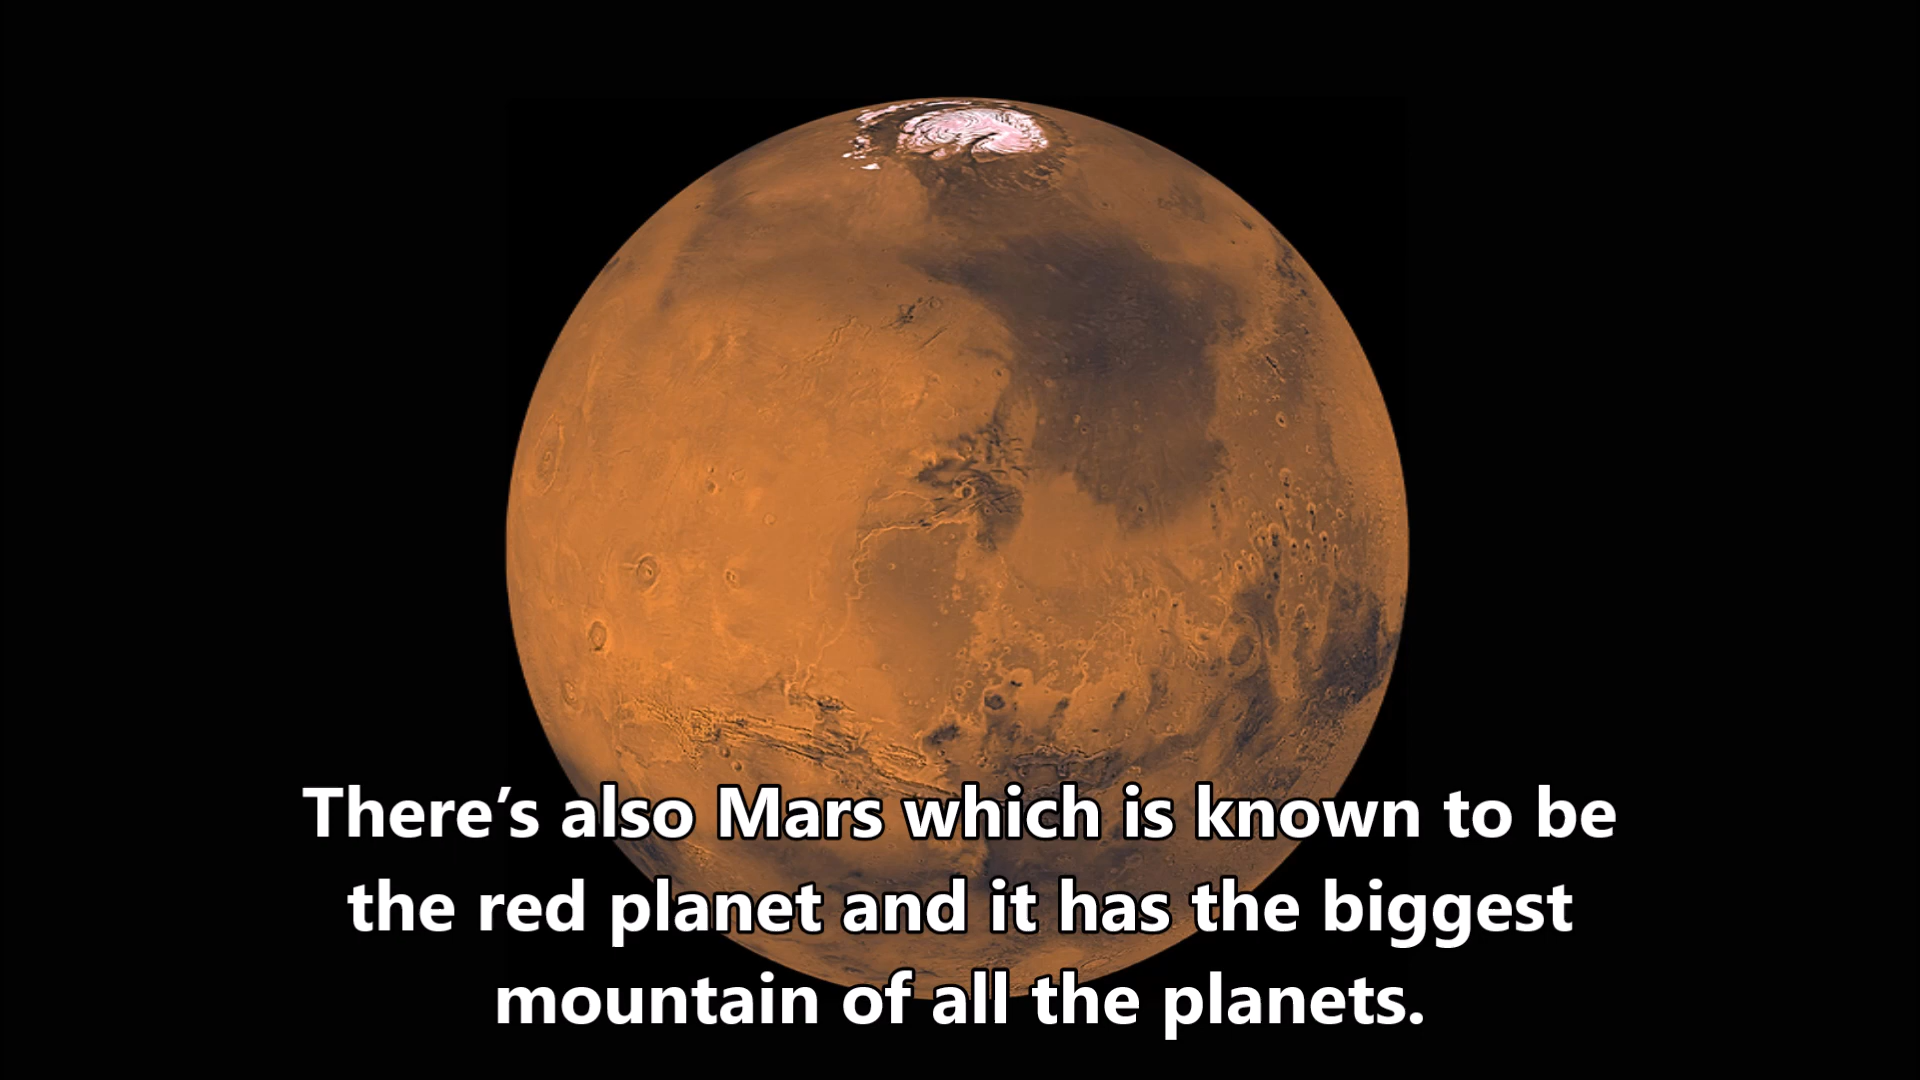 There’s also Mars which is known to be
the red planet and it has the biggest
mountain of all the planets.